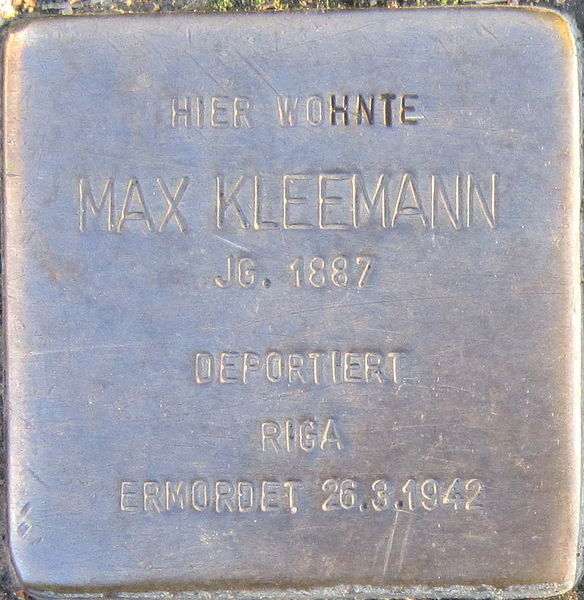 HIER WOHNTE
MAX KLEEMANN
JG. 1887
DEPORTIERT
RIGA
ERMORDET 26.3.1942